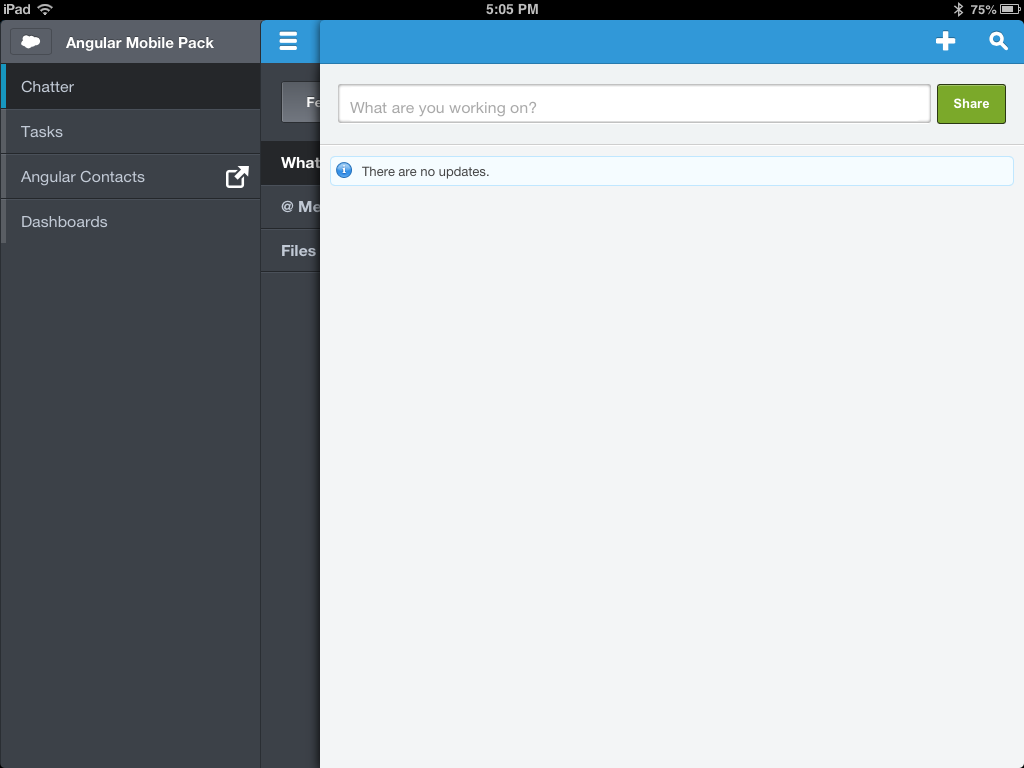 iPad 5:05 PM 75%
Angular Mobile Pack
Chatter
Tasks
Angular Contacts
Dashboards
What
@ Me
Files
What are you working on?
Share
There are no updates.